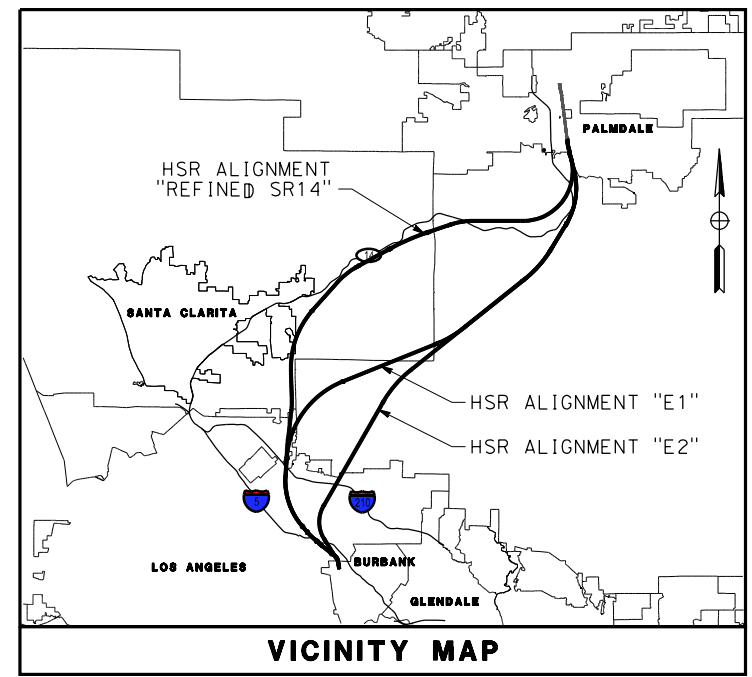 PALMDALE
HSR ALIGNMENT
"REFINED SR14"
14
SANTA CLARITA
HSR ALIGNMENT "E1"
HSR ALIGNMENT "E2"
5
210
LOS ANGELES
BURBANK
GLENDALE
VICINITY MAP